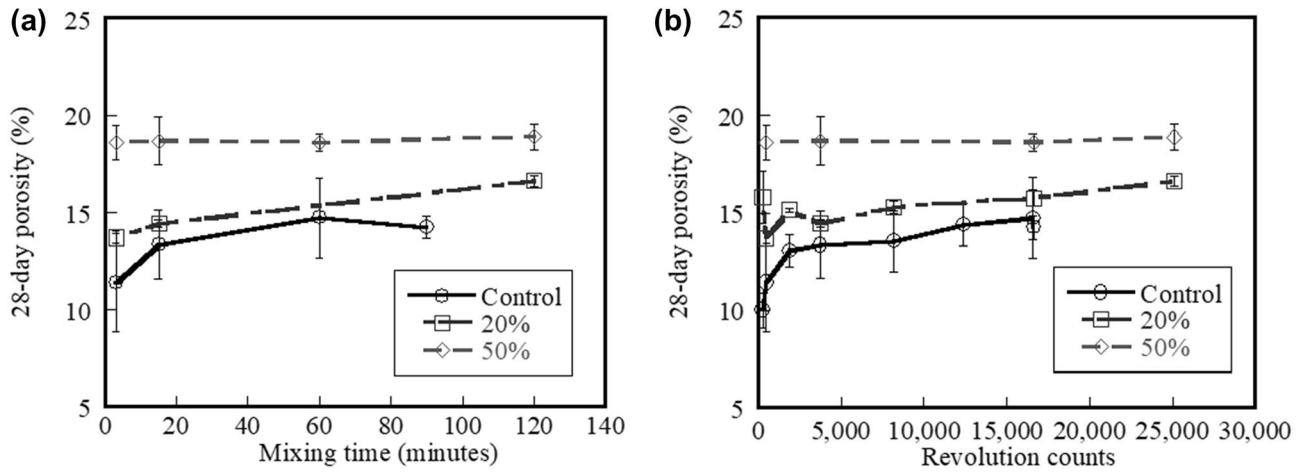 (a)
28-day porosity (%)
25
20
15
10
5
0 20 40 60 80 100 120 140
Mixing time (minutes)
Control
20%
50%
(b)
28-day porosity (%)
25
20
15
10
5
0 5,000 10,000 15,000 20,000 25,000 30,000
Revolution counts
Control
20%
50%